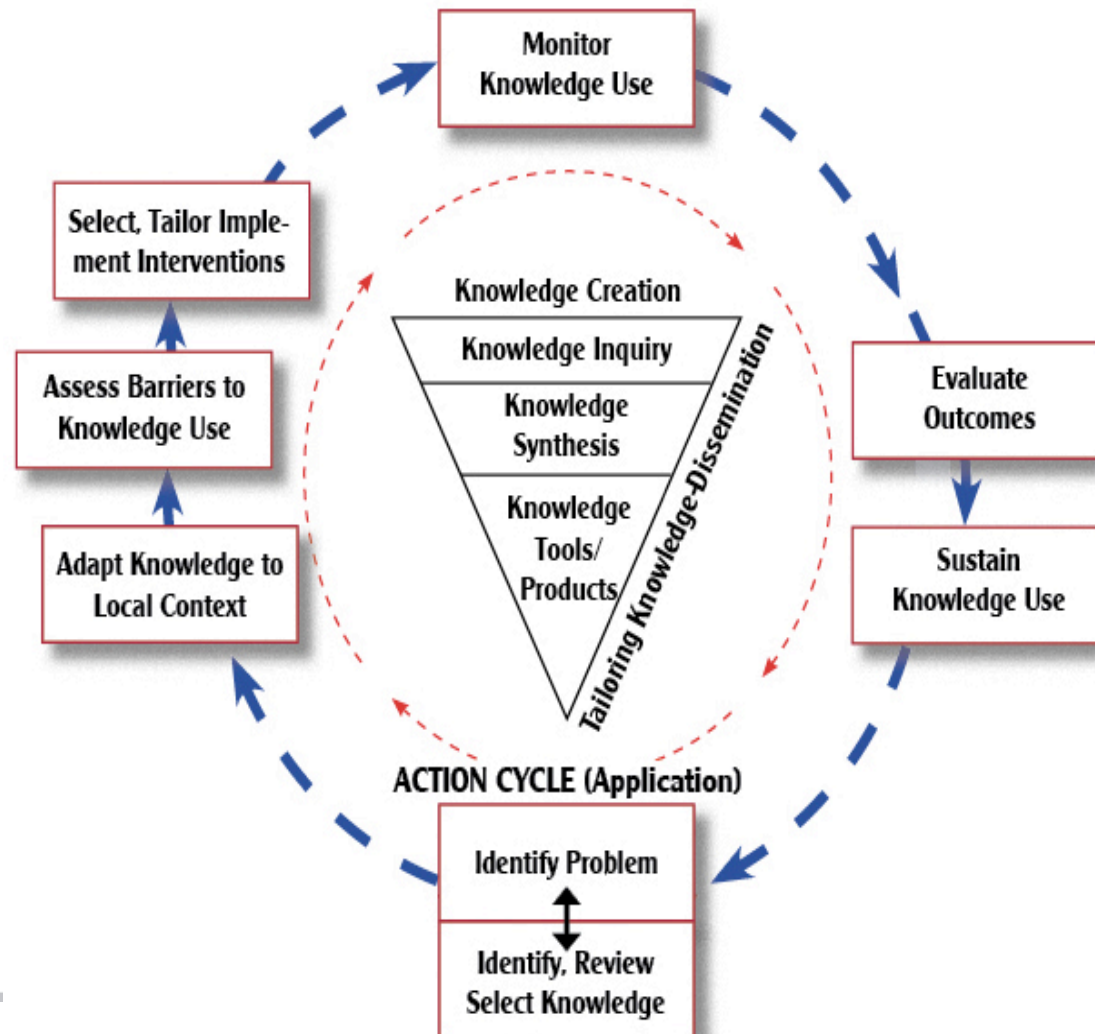 Monitor
Knowledge Use
Select, Tailor Imple-
ment Interventions
Knowledge Creation
Knowledge Inquiry
Knowledge
Synthesis
Knowledge
Tools/
Products
Tailoring Knowledge-Dissemination
Assess Barriers to
Knowledge Use
Evaluate
Outcomes
Adapt Knowledge to
Local Context
Sustain
Knowledge Use
ACTION CYCLE (Application)
Identify Problem
Identify, Review
Select Knowledge